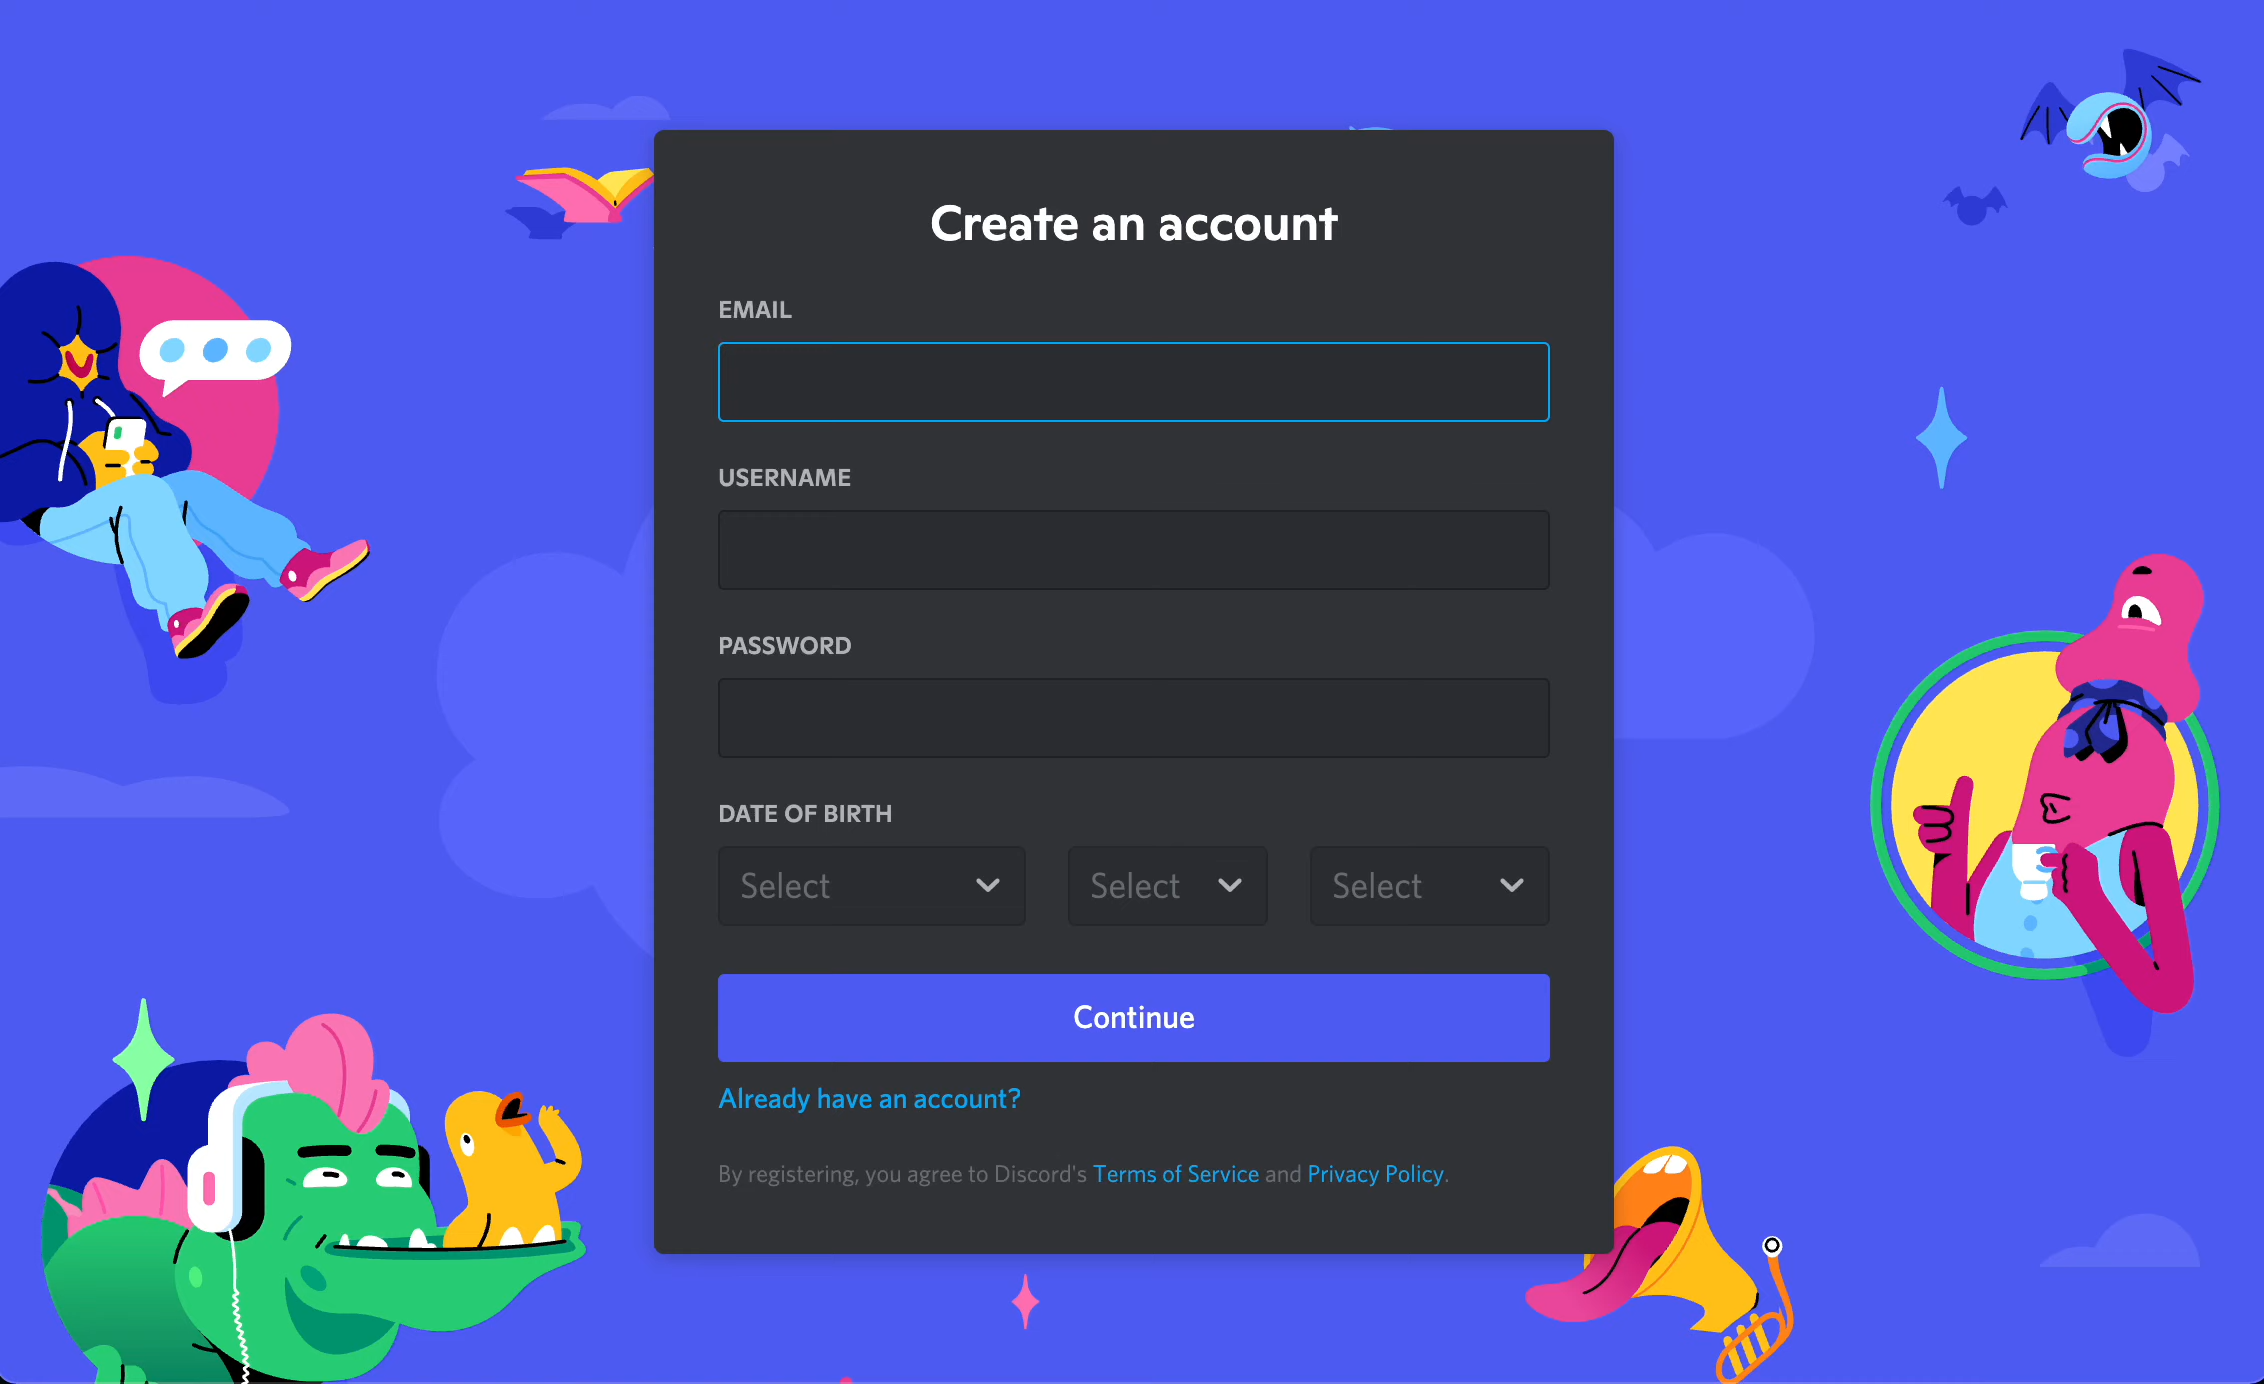 Create an account
EMAIL
USERNAME
PASSWORD
DATE OF BIRTH
Select Select Select
Continue
Already have an account?
By registering, you agree to Discord's Terms of Service and Privacy Policy.